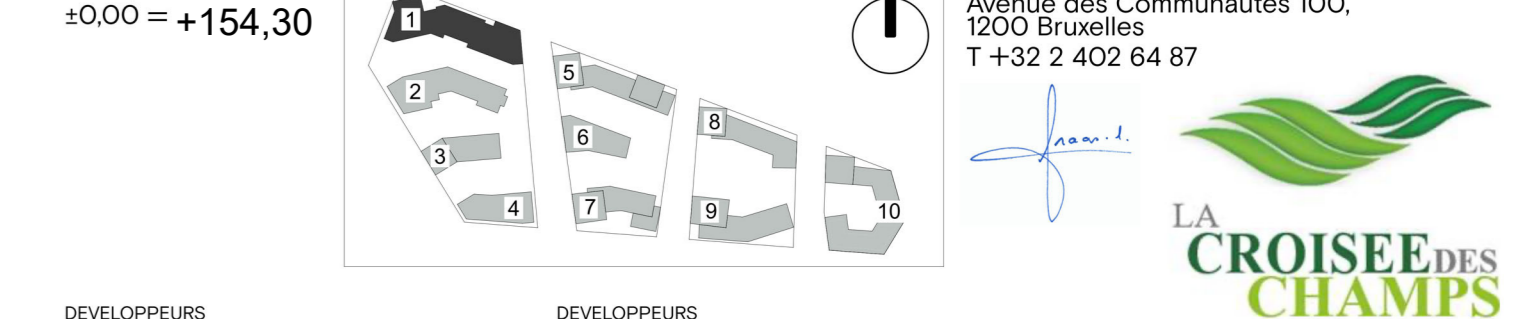 ±0,00 = +154,30
1
2
3
4
5
6
7
8
9
10
Avenue des Communautés 100,
1200 Bruxelles
T +32 2 402 64 87
LA
CROISEE DES
CHAMPS
DEVELOPPEURS
DEVELOPPEURS